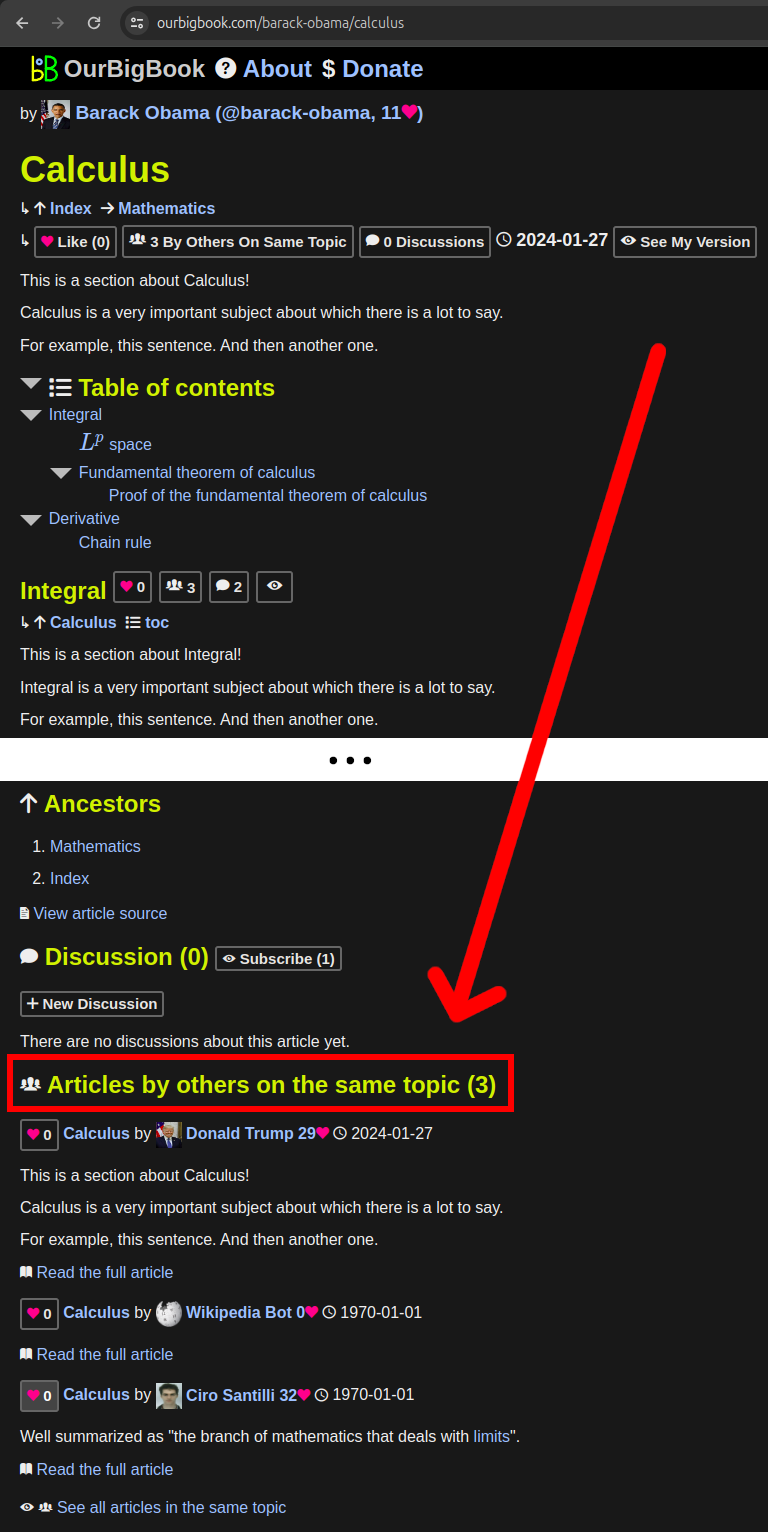 ourbigbook.com/barack-obama/calculus
OurBigBook About $ Donate
by Barack Obama (@barack-obama, 11)
Calculus
Index Mathematics
Like (0) 3 By Others On Same Topic 0 Discussions 2024-01-27 See My Version
This is a section about Calculus!
Calculus is a very important subject about which there is a lot to say.
For example, this sentence. And then another one.
Table of contents
Integral
Lᵖ space
Fundamental theorem of calculus
Proof of the fundamental theorem of calculus
Derivative
Chain rule
Integral 0 3 2
Calculus toc
This is a section about Integral!
Integral is a very important subject about which there is a lot to say.
For example, this sentence. And then another one.
...
Ancestors
1. Mathematics
2. Index
View article source
Discussion (0) Subscribe (1)
New Discussion
There are no discussions about this article yet.
Articles by others on the same topic (3)
0 Calculus by Donald Trump 29 2024-01-27
This is a section about Calculus!
Calculus is a very important subject about which there is a lot to say.
For example, this sentence. And then another one.
Read the full article
0 Calculus by Wikipedia Bot 0 1970-01-01
Read the full article
0 Calculus by Ciro Santilli 32 1970-01-01
Well summarized as "the branch of mathematics that deals with limits".
Read the full article
See all articles in the same topic